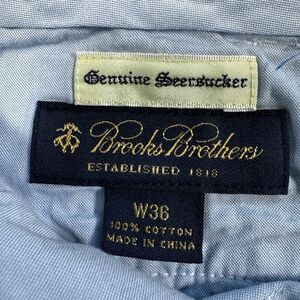 Genuine Seersucker
Brooks Brothers
ESTABLISHED 1818
W36
100% COTTON
MADE IN CHINA